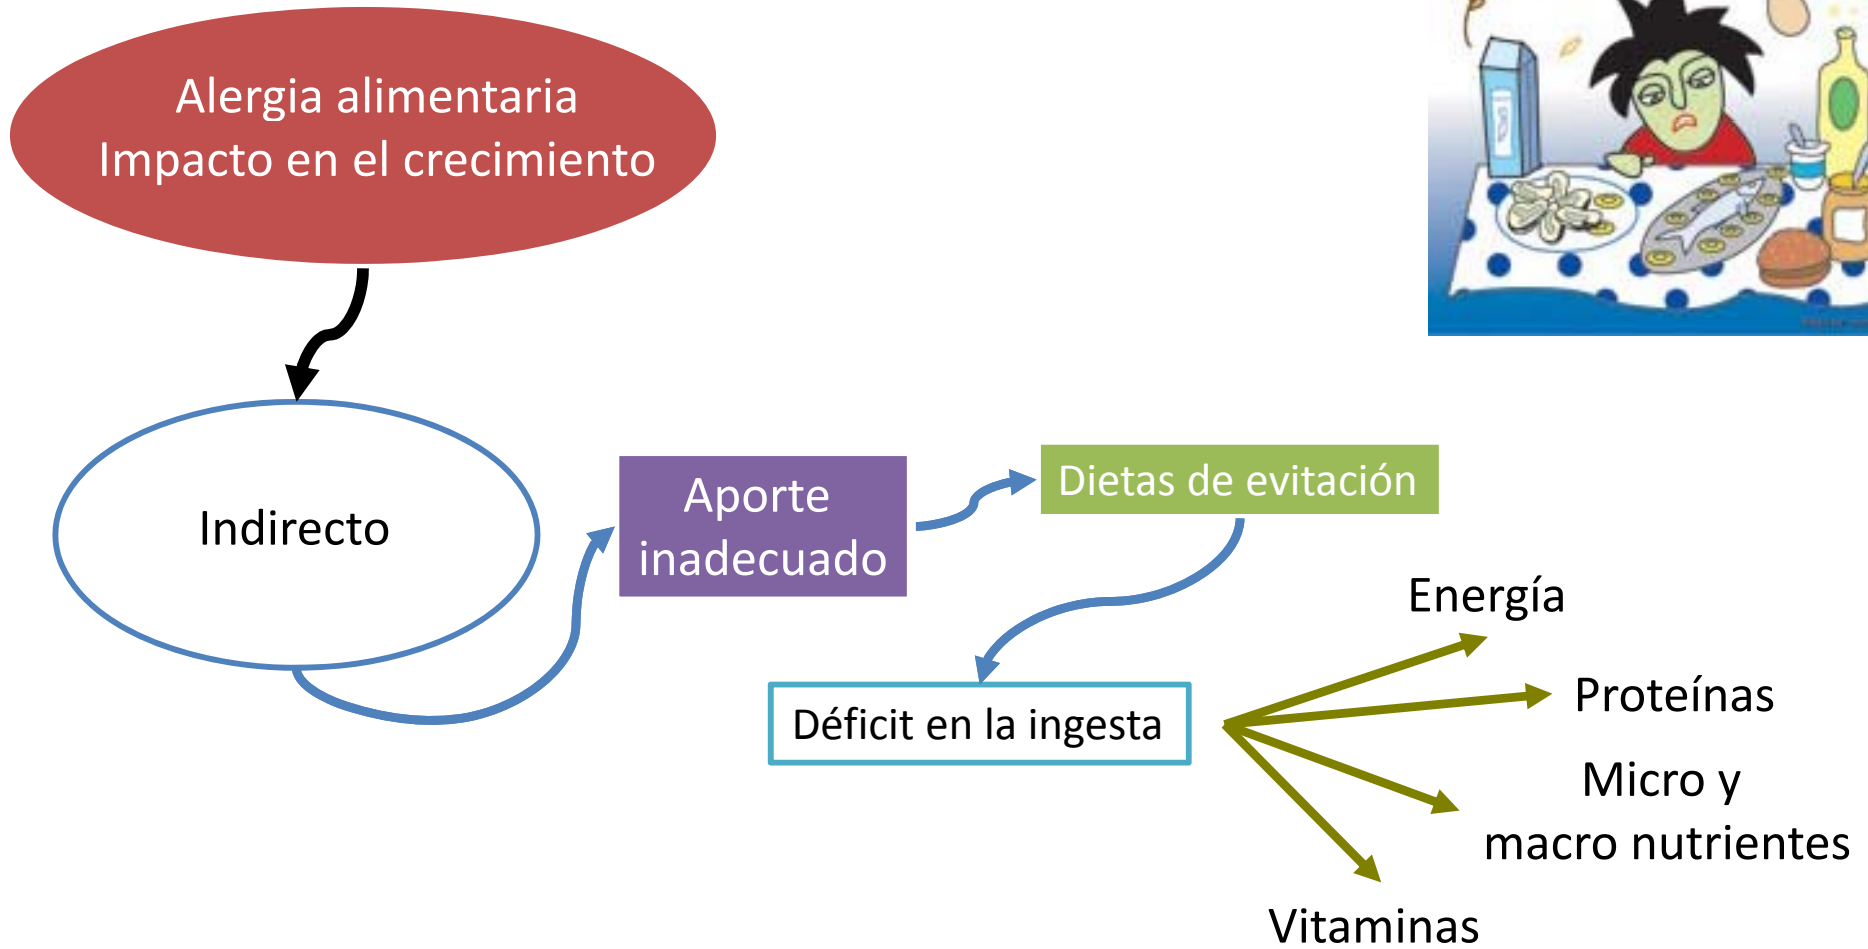 Alergia alimentaria
Impacto en el crecimiento
Indirecto
Aporte
inadecuado
Dietas de evitación
Déficit en la ingesta
Energía
Proteínas
Micro y
macro nutrientes
Vitaminas